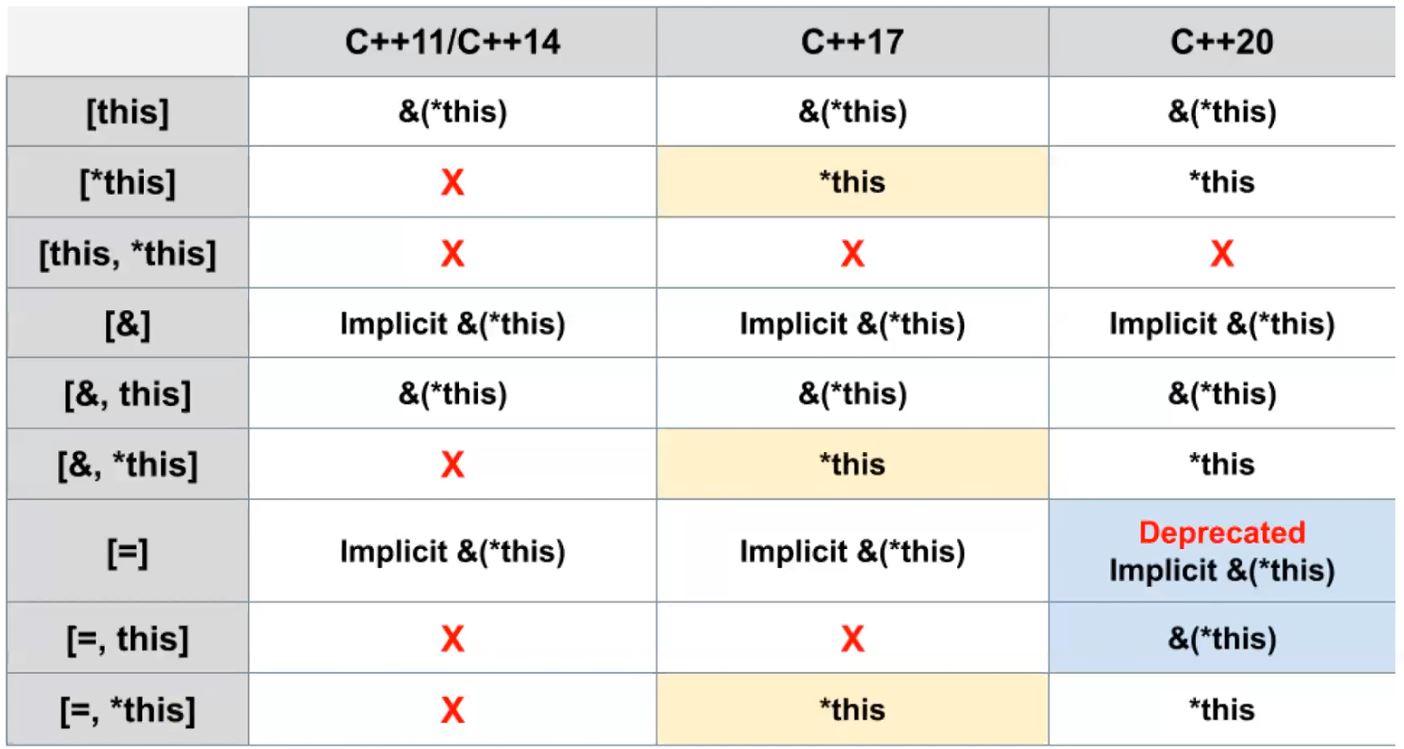 C++11/C++14 C++17 C++20
[this] &(*this) &(*this) &(*this)
[*this] X *this *this
[this, *this] X X X
[&] Implicit &(*this) Implicit &(*this) Implicit &(*this)
[&, this] &(*this) &(*this) &(*this)
[&, *this] X *this *this
[=] Implicit &(*this) Implicit &(*this) Deprecated
Implicit &(*this)
[=, this] X X &(*this)
[=, *this] X *this *this